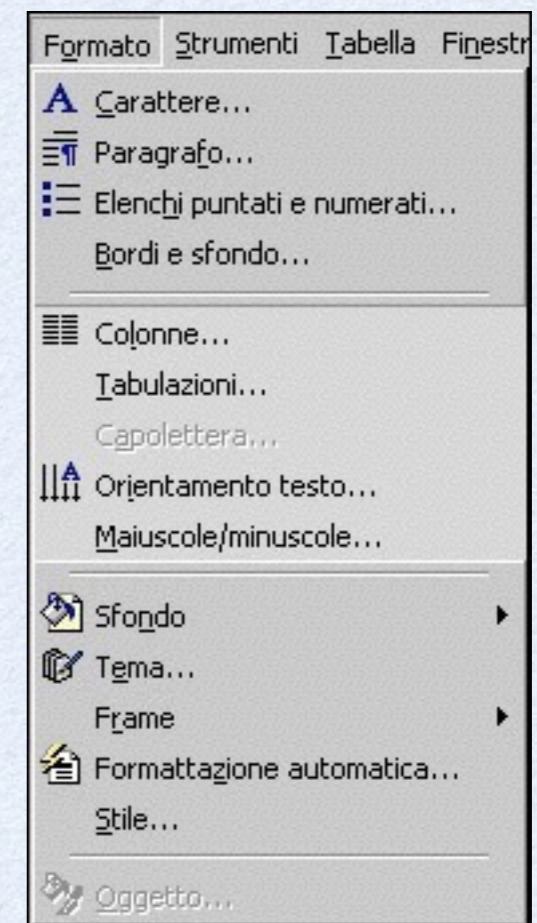 Formato Strumenti Tabella Finestr
Carattere...
Paragrafo...
Elenchi puntati e numerati...
Bordi e sfondo...
Colonne...
Tabulazioni...
Capolettera...
Orientamento testo...
Maiuscole/minuscole...
Sfondo
Tema...
Frame
Formattazione automatica...
Stile...
Oggetto...